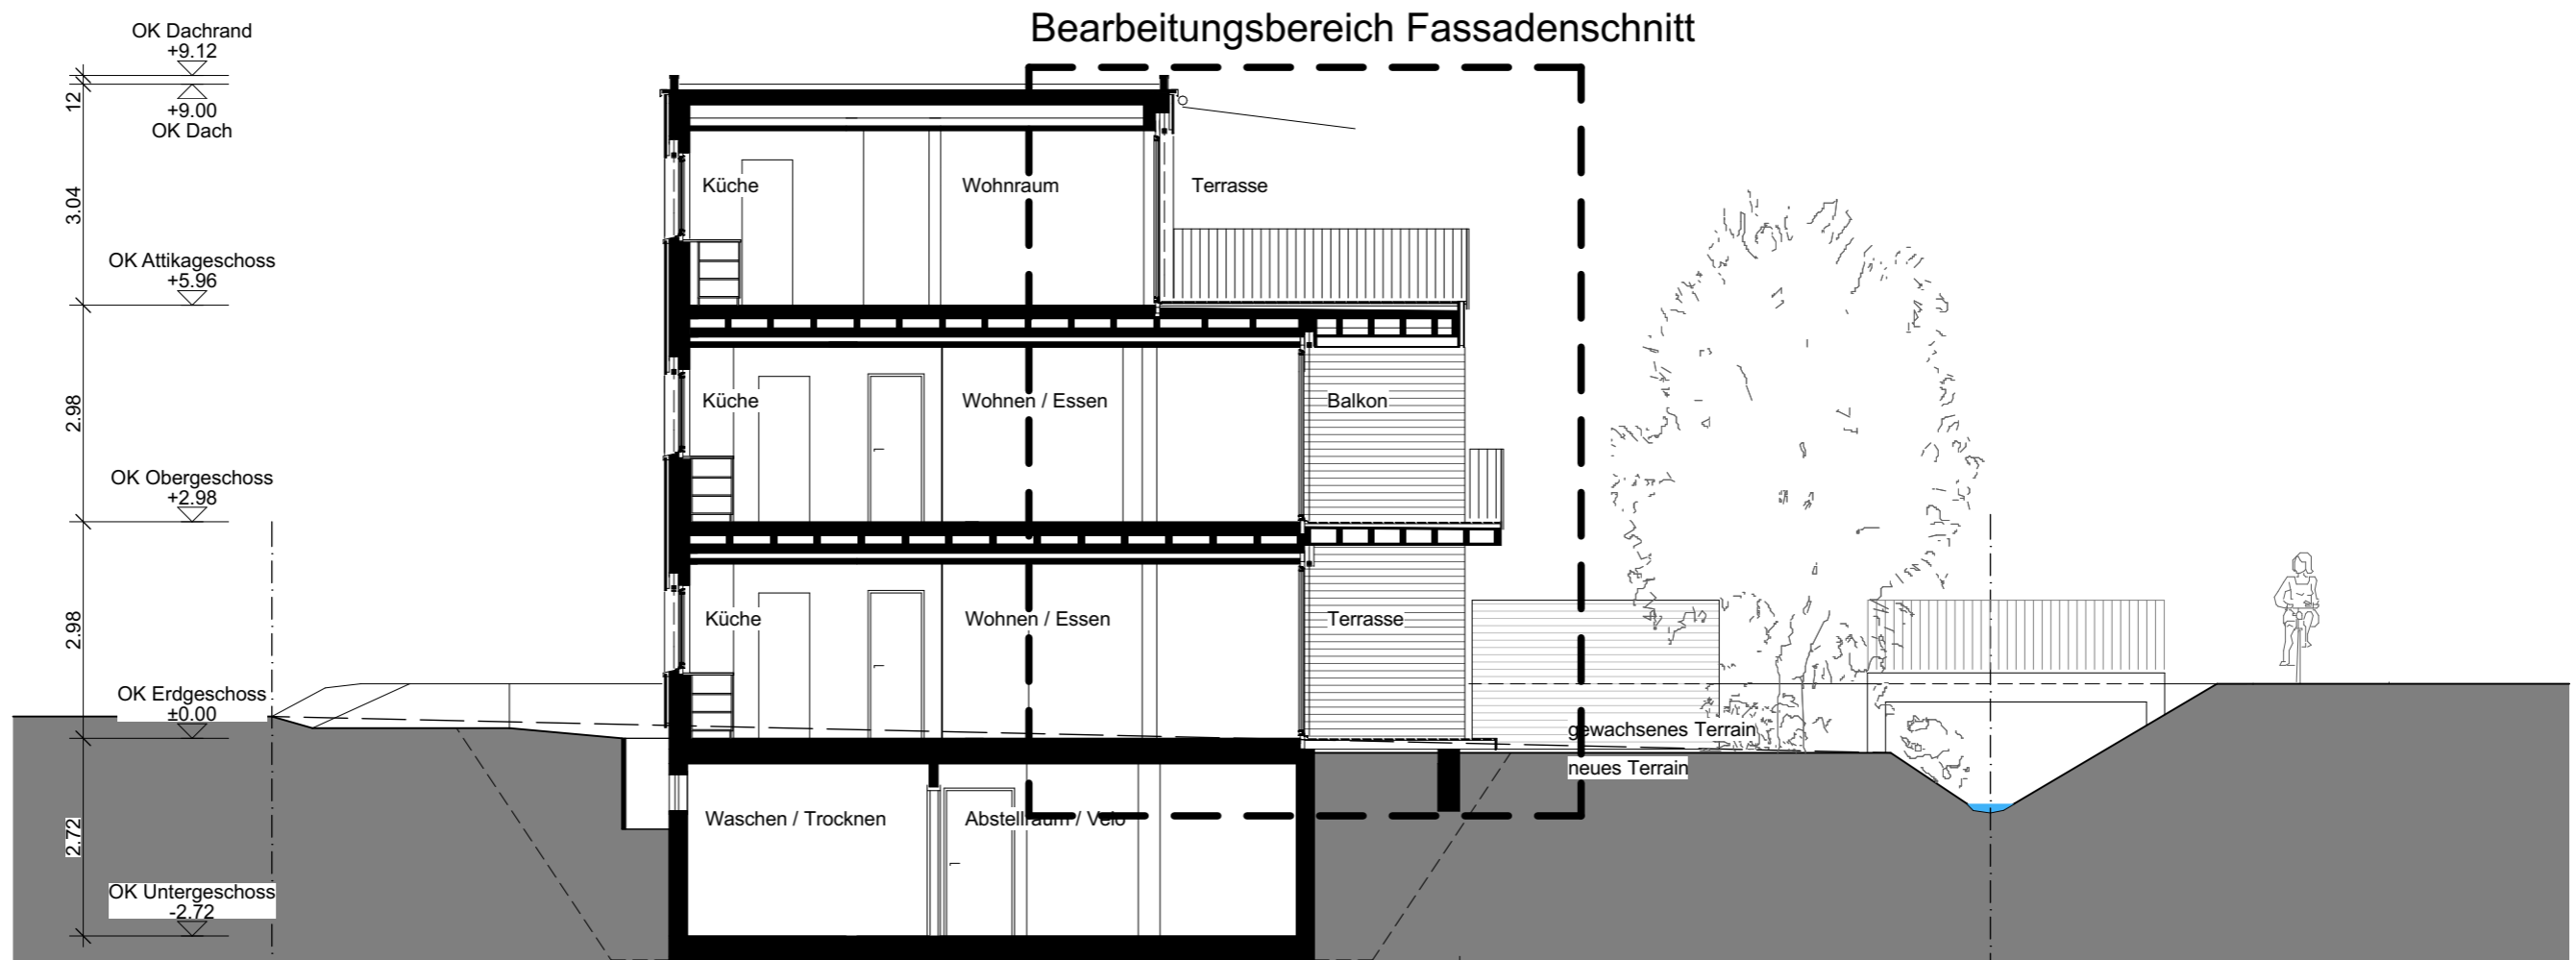 Bearbeitungsbereich Fassadenschnitt
OK Dachrand
+9.12
12
+9.00
OK Dach
Küche
Wohnraum
Terrasse
3.04
OK Attikageschoss
+5.96
2.98
Küche
Wohnen / Essen
Balkon
OK Obergeschoss
+2.98
2.98
Küche
Wohnen / Essen
Terrasse
OK Erdgeschoss
±0.00
gewachsenes Terrain
neues Terrain
2.72
Waschen / Trocknen
Abstellraum / Velo
OK Untergeschoss
-2.72